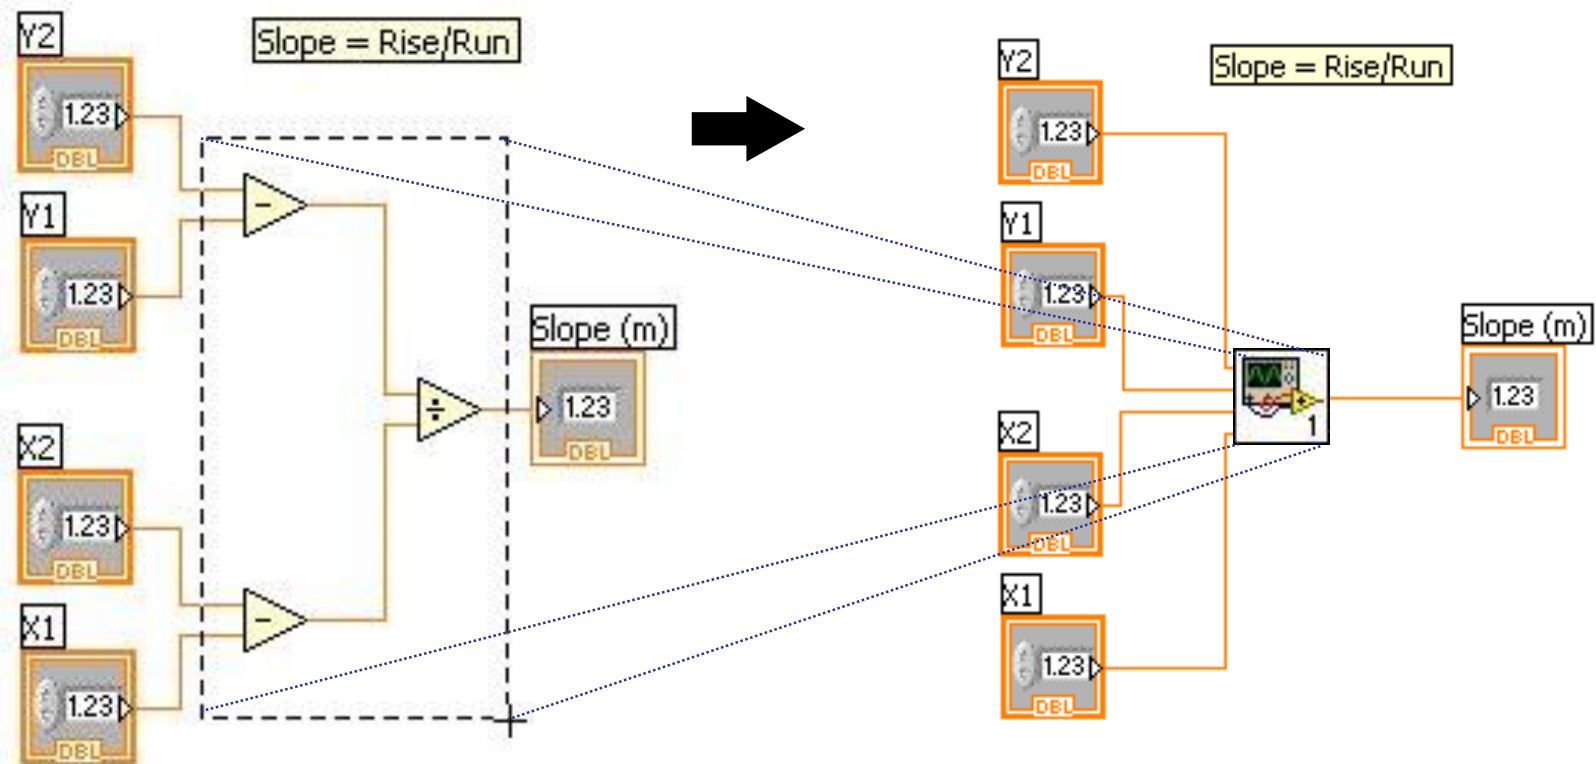 Y2
Slope = Rise/Run
1.23
DBL
Y1
1.23
DBL
Slope (m)
1.23
DBL
X2
1.23
DBL
X1
1.23
DBL
Y2
Slope = Rise/Run
1.23
DBL
Y1
1.23
DBL
Slope (m)
1.23
DBL
1
X2
1.23
DBL
X1
1.23
DBL